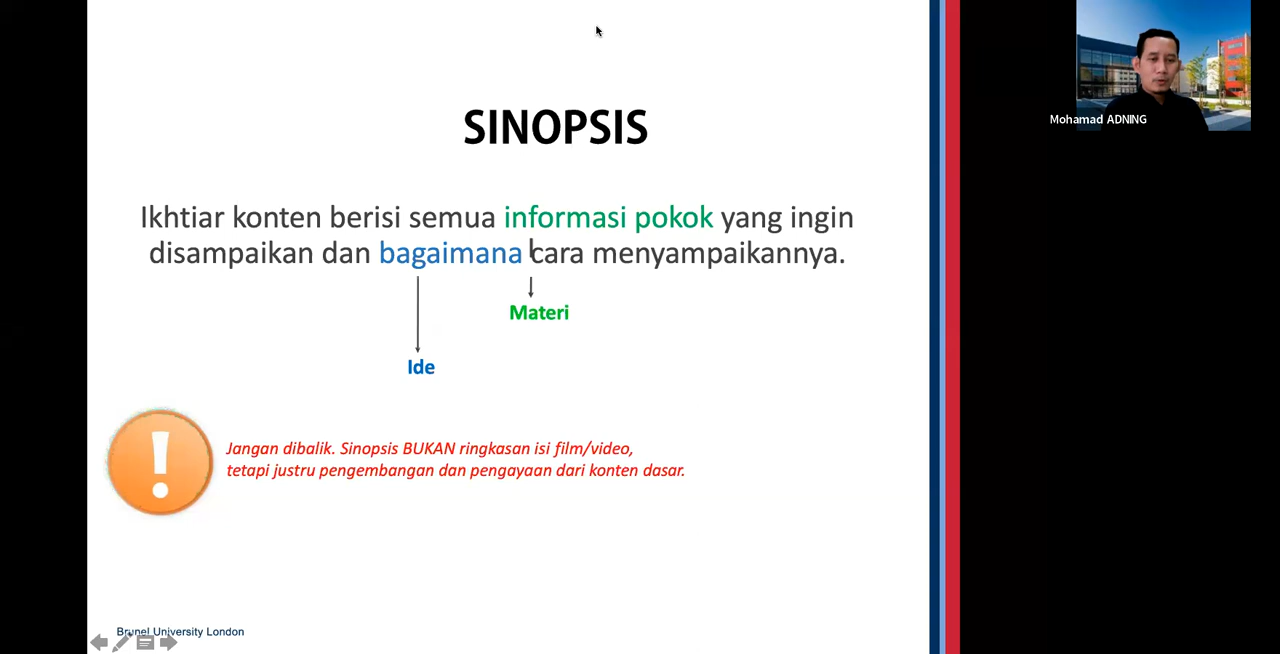 SINOPSIS
Ikhtiar konten berisi semua informasi pokok yang ingin
disampaikan dan bagaimana cara menyampaikannya.
Materi
Ide
Jangan dibalik. Sinopsis BUKAN ringkasan isi film/video,
tetapi justru pengembangan dan pengayaan dari konten dasar.
Brunel University London
Mohamad ADNING